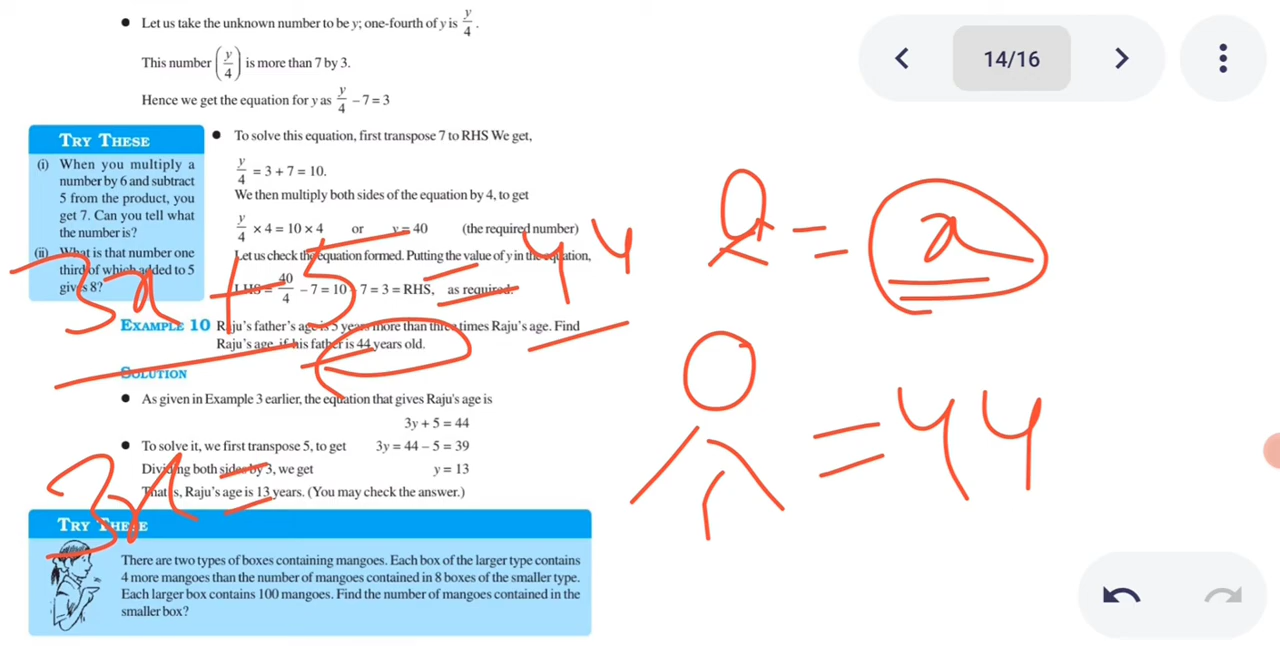 • Let us take the unknown number to be y; one-fourth of y is y/4.
This number (y/4) is more than 7 by 3.
Hence we get the equation for y as y/4 – 7 = 3
14/16
TRY THESE
(i) When you multiply a
number by 6 and subtract
5 from the product, you
get 7. Can you tell what
the number is?
(ii) What is that number one
third of which added to 5
gives 8?
• To solve this equation, first transpose 7 to RHS We get,
y/4 = 3 + 7 = 10.
We then multiply both sides of the equation by 4, to get
y/4 × 4 = 10 × 4 or y = 40 (the required number)
Let us check the equation formed. Putting the value of y in the equation,
LHS = 40/4 – 7 = 10 – 7 = 3 = RHS, as required.
EXAMPLE 10 Raju's father's age is 5 years more than three times Raju's age. Find
Raju's age, if his father is 44 years old.
SOLUTION
• As given in Example 3 earlier, the equation that gives Raju's age is
3y + 5 = 44
• To solve it, we first transpose 5, to get 3y = 44 – 5 = 39
Dividing both sides by 3, we get y = 13
That is, Raju's age is 13 years. (You may check the answer.)
TRY THESE
There are two types of boxes containing mangoes. Each box of the larger type contains
4 more mangoes than the number of mangoes contained in 8 boxes of the smaller type.
Each larger box contains 100 mangoes. Find the number of mangoes contained in the
smaller box?
3x + 5 = 44
3x =
= x
= 44